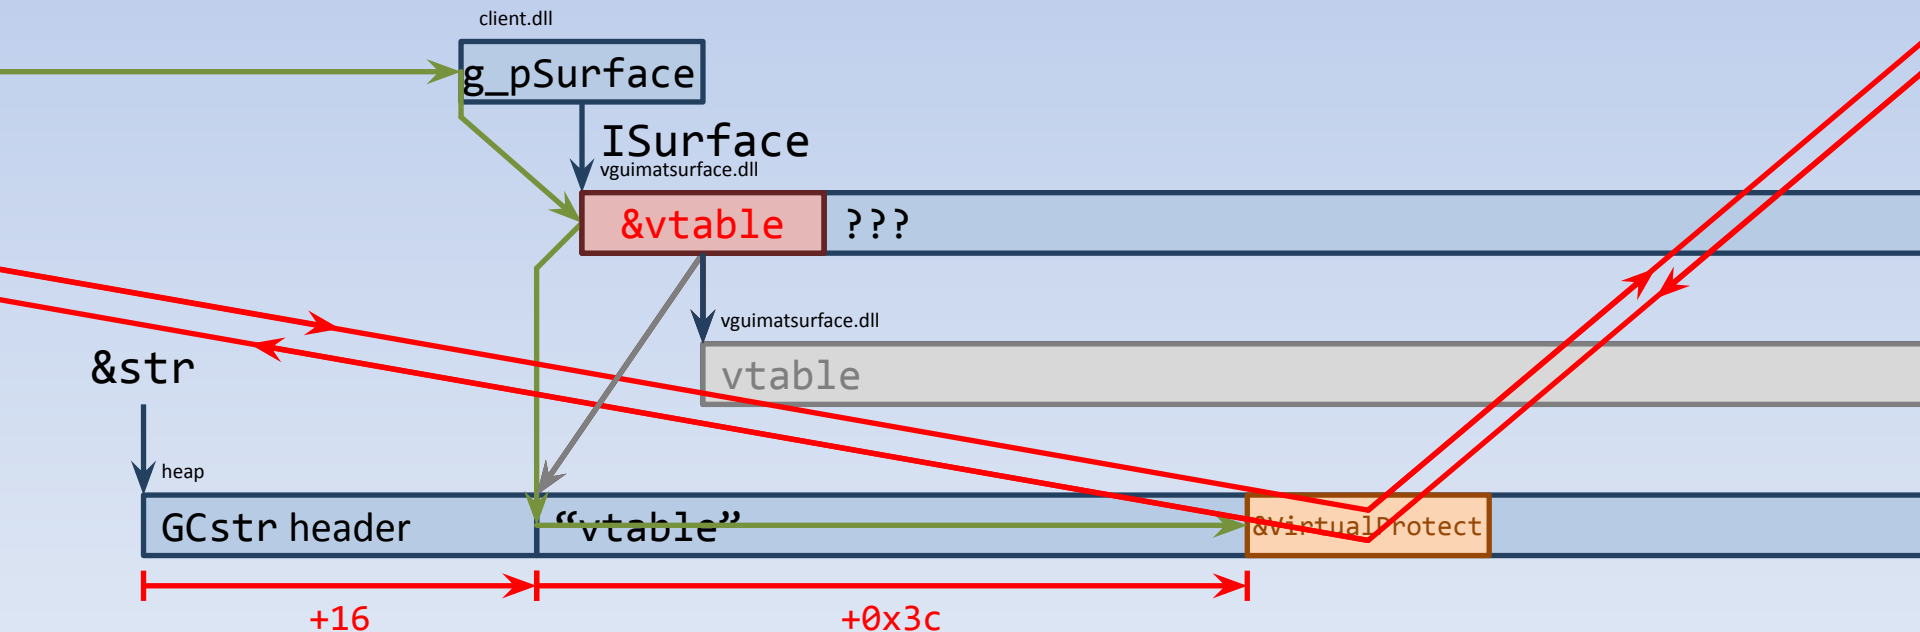 client.dll
g_pSurface
ISurface
vguimatsurface.dll
&vtable ???
vguimatsurface.dll
&str
vtable
heap
GCstr header “vtable” &VirtualProtect
+16 +0x3c